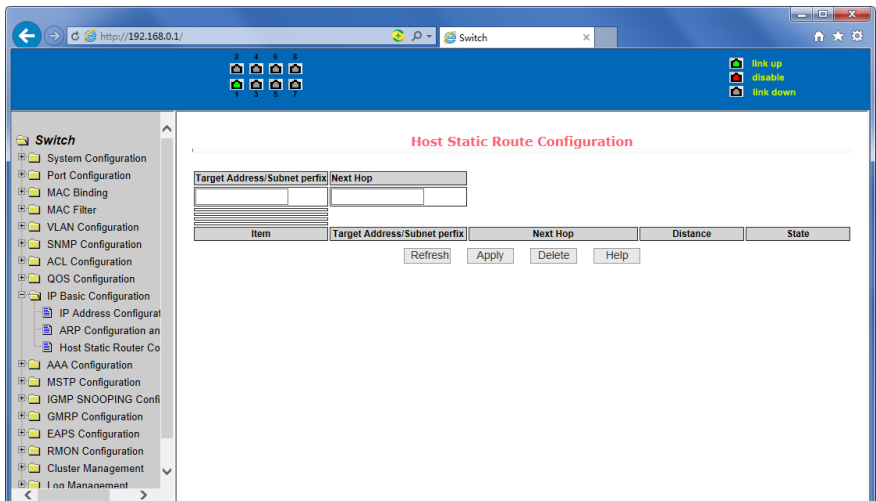 http://192.168.0.1/
Switch
2 4 6 8
1 3 5 7
link up
disable
link down
Switch
System Configuration
Port Configuration
MAC Binding
MAC Filter
VLAN Configuration
SNMP Configuration
ACL Configuration
QOS Configuration
IP Basic Configuration
IP Address Configurat
ARP Configuration an
Host Static Router Co
AAA Configuration
MSTP Configuration
IGMP SNOOPING Confi
GMRP Configuration
EAPS Configuration
RMON Configuration
Cluster Management
Log Management
Host Static Route Configuration
Target Address/Subnet perfix Next Hop
Item Target Address/Subnet perfix Next Hop Distance State
Refresh Apply Delete Help